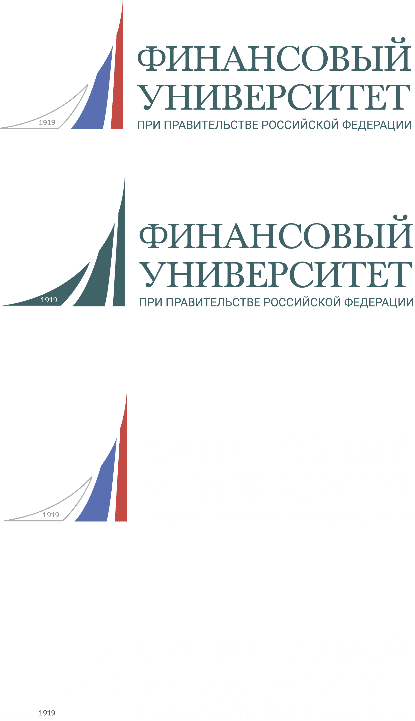 ФИНАНСОВЫЙ
УНИВЕРСИТЕТ
ПРИ ПРАВИТЕЛЬСТВЕ РОССИЙСКОЙ ФЕДЕРАЦИИ
1919
ФИНАНСОВЫЙ
УНИВЕРСИТЕТ
ПРИ ПРАВИТЕЛЬСТВЕ РОССИЙСКОЙ ФЕДЕРАЦИИ
1919
1919
1919